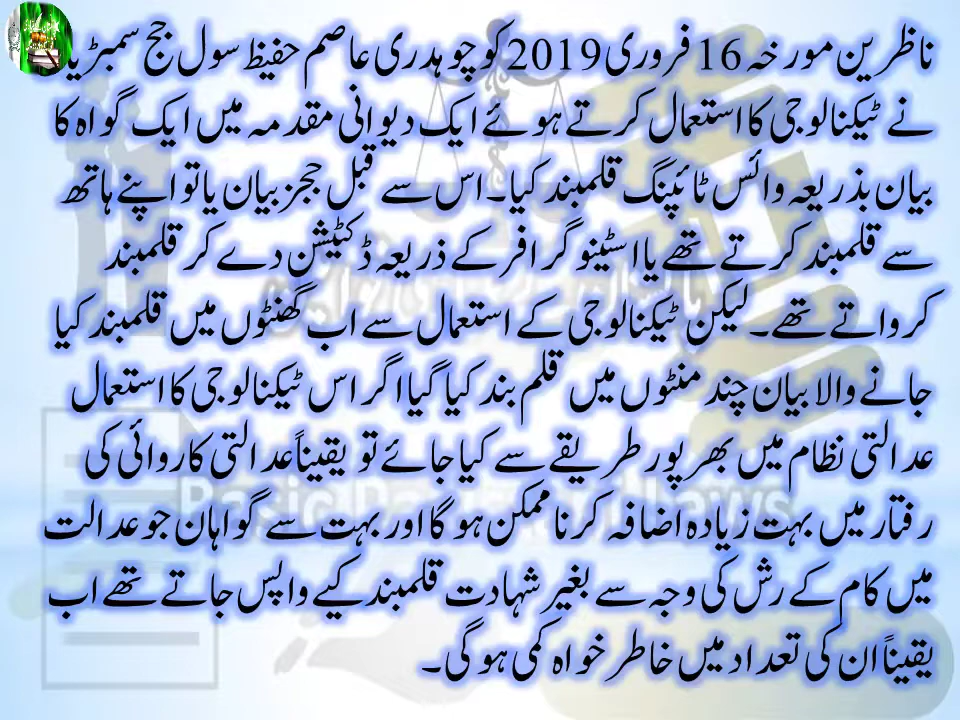 ناظرین مورخہ 16 فروری 2019 کو چوہدری عاصم حفیظ سول جج سمبڑیال
نے ٹیکنالوجی کا استعمال کرتے ہوئے ایک دیوانی مقدمہ میں ایک گواہ کا
بیان بذریعہ وائس ٹائپنگ قلمبند کیا۔ اس سے قبل ججز بیان یا تو اپنے ہاتھ
سے قلمبند کرتے تھے یا اسٹینو گرافر کے ذریعہ ڈکٹیشن دے کر قلمبند
کرواتے تھے۔ لیکن ٹیکنالوجی کے استعمال سے اب گھنٹوں میں قلمبند کیا
جانے والا بیان چند منٹوں میں قلم بند کیا گیا اگر اس ٹیکنالوجی کا استعمال
عدالتی نظام میں بھرپور طریقے سے کیا جائے تو یقیناً عدالتی کاروائی کی
رفتار میں بہت زیادہ اضافہ کرنا ممکن ہو گا اور بہت سے گواہان جو عدالت
میں کام کے رش کی وجہ سے بغیر شہادت قلمبند کیے واپس جاتے تھے اب
یقیناً ان کی تعداد میں خاطر خواہ کمی ہو گی۔